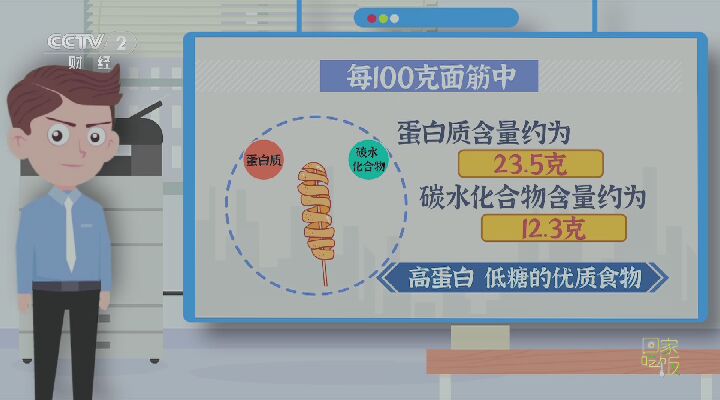 CCTV 2
财经
每100克面筋中
蛋白质
碳水
化合物
蛋白质含量约为
23.5克
碳水化合物含量约为
12.3克
高蛋白 低糖的优质食物
回家
吃饭